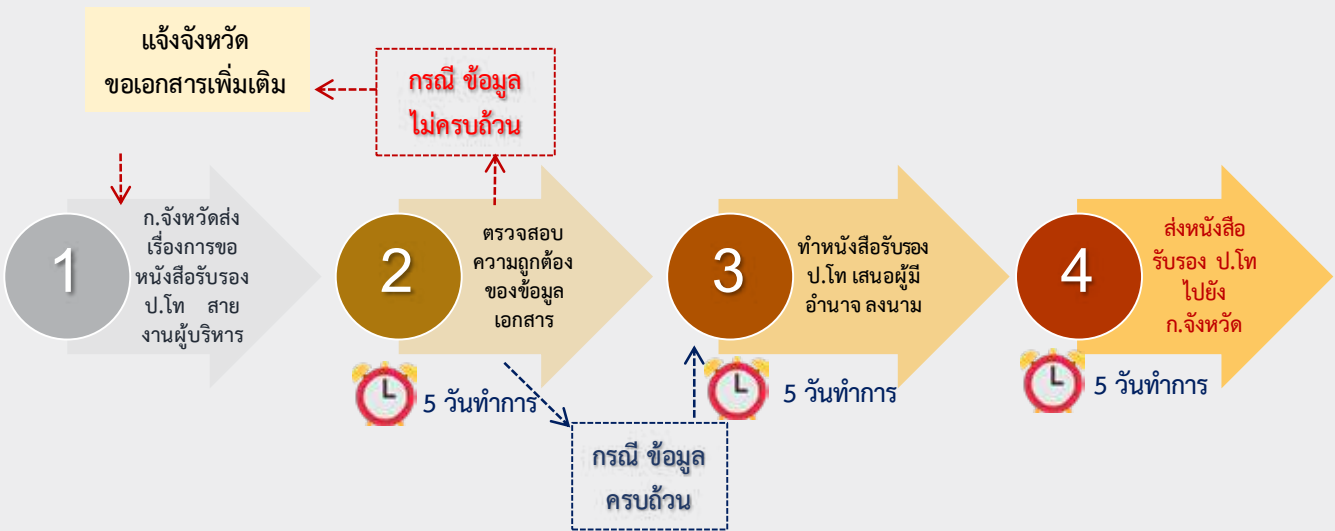 แจ้งจังหวัด
ขอเอกสารเพิ่มเติม
กรณี ข้อมูล
ไม่ครบถ้วน
1
ก.จังหวัดส่ง
เรื่องการขอ
หนังสือรับรอง
ป.โท สาย
งานผู้บริหาร
2
ตรวจสอบ
ความถูกต้อง
ของข้อมูล
เอกสาร
5 วันทำการ
กรณี ข้อมูล
ครบถ้วน
3
ทำหนังสือรับรอง
ป.โท เสนอผู้มี
อำนาจ ลงนาม
5 วันทำการ
4
ส่งหนังสือ
รับรอง ป.โท
ไปยัง
ก.จังหวัด
5 วันทำการ